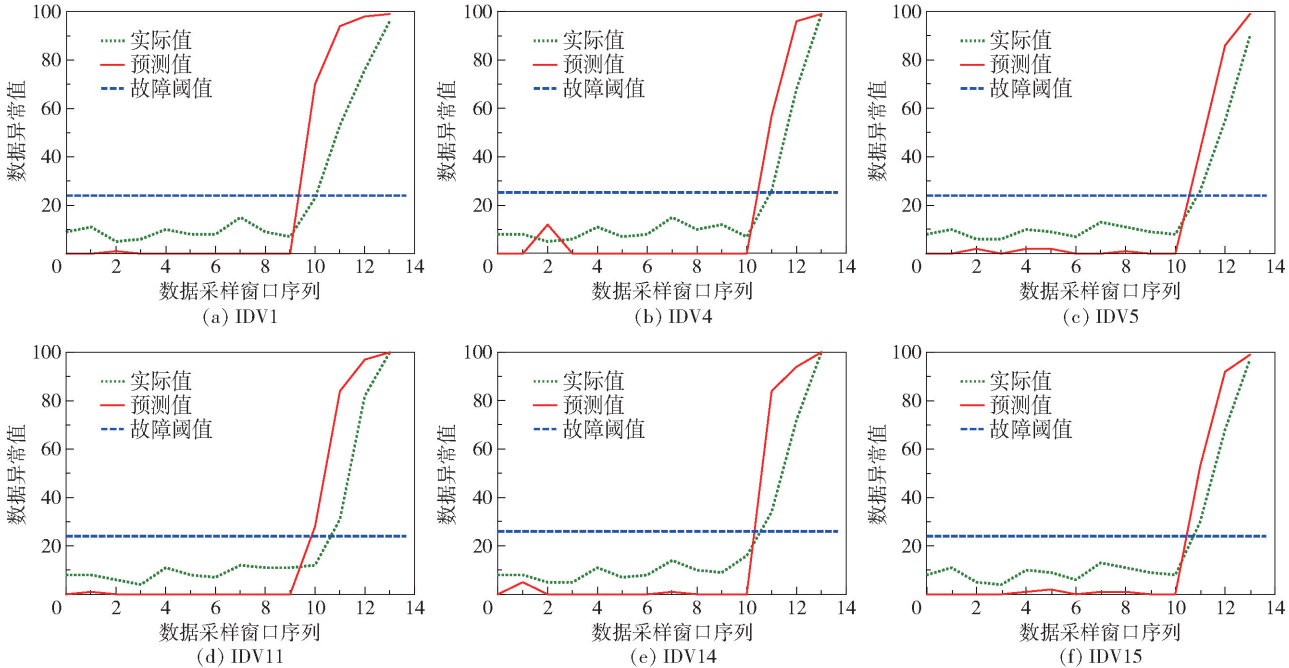 100
80
60
40
20
0
数据异常值
实际值
预测值
故障阈值
2 4 6 8 10 12 14
数据采样窗口序列
(a) IDV1
100
80
60
40
20
0
数据异常值
实际值
预测值
故障阈值
2 4 6 8 10 12 14
数据采样窗口序列
(b) IDV4
100
80
60
40
20
0
数据异常值
实际值
预测值
故障阈值
2 4 6 8 10 12 14
数据采样窗口序列
(c) IDV5
100
80
60
40
20
0
数据异常值
实际值
预测值
故障阈值
2 4 6 8 10 12 14
数据采样窗口序列
(d) IDV11
100
80
60
40
20
0
数据异常值
实际值
预测值
故障阈值
2 4 6 8 10 12 14
数据采样窗口序列
(e) IDV14
100
80
60
40
20
0
数据异常值
实际值
预测值
故障阈值
2 4 6 8 10 12 14
数据采样窗口序列
(f) IDV15